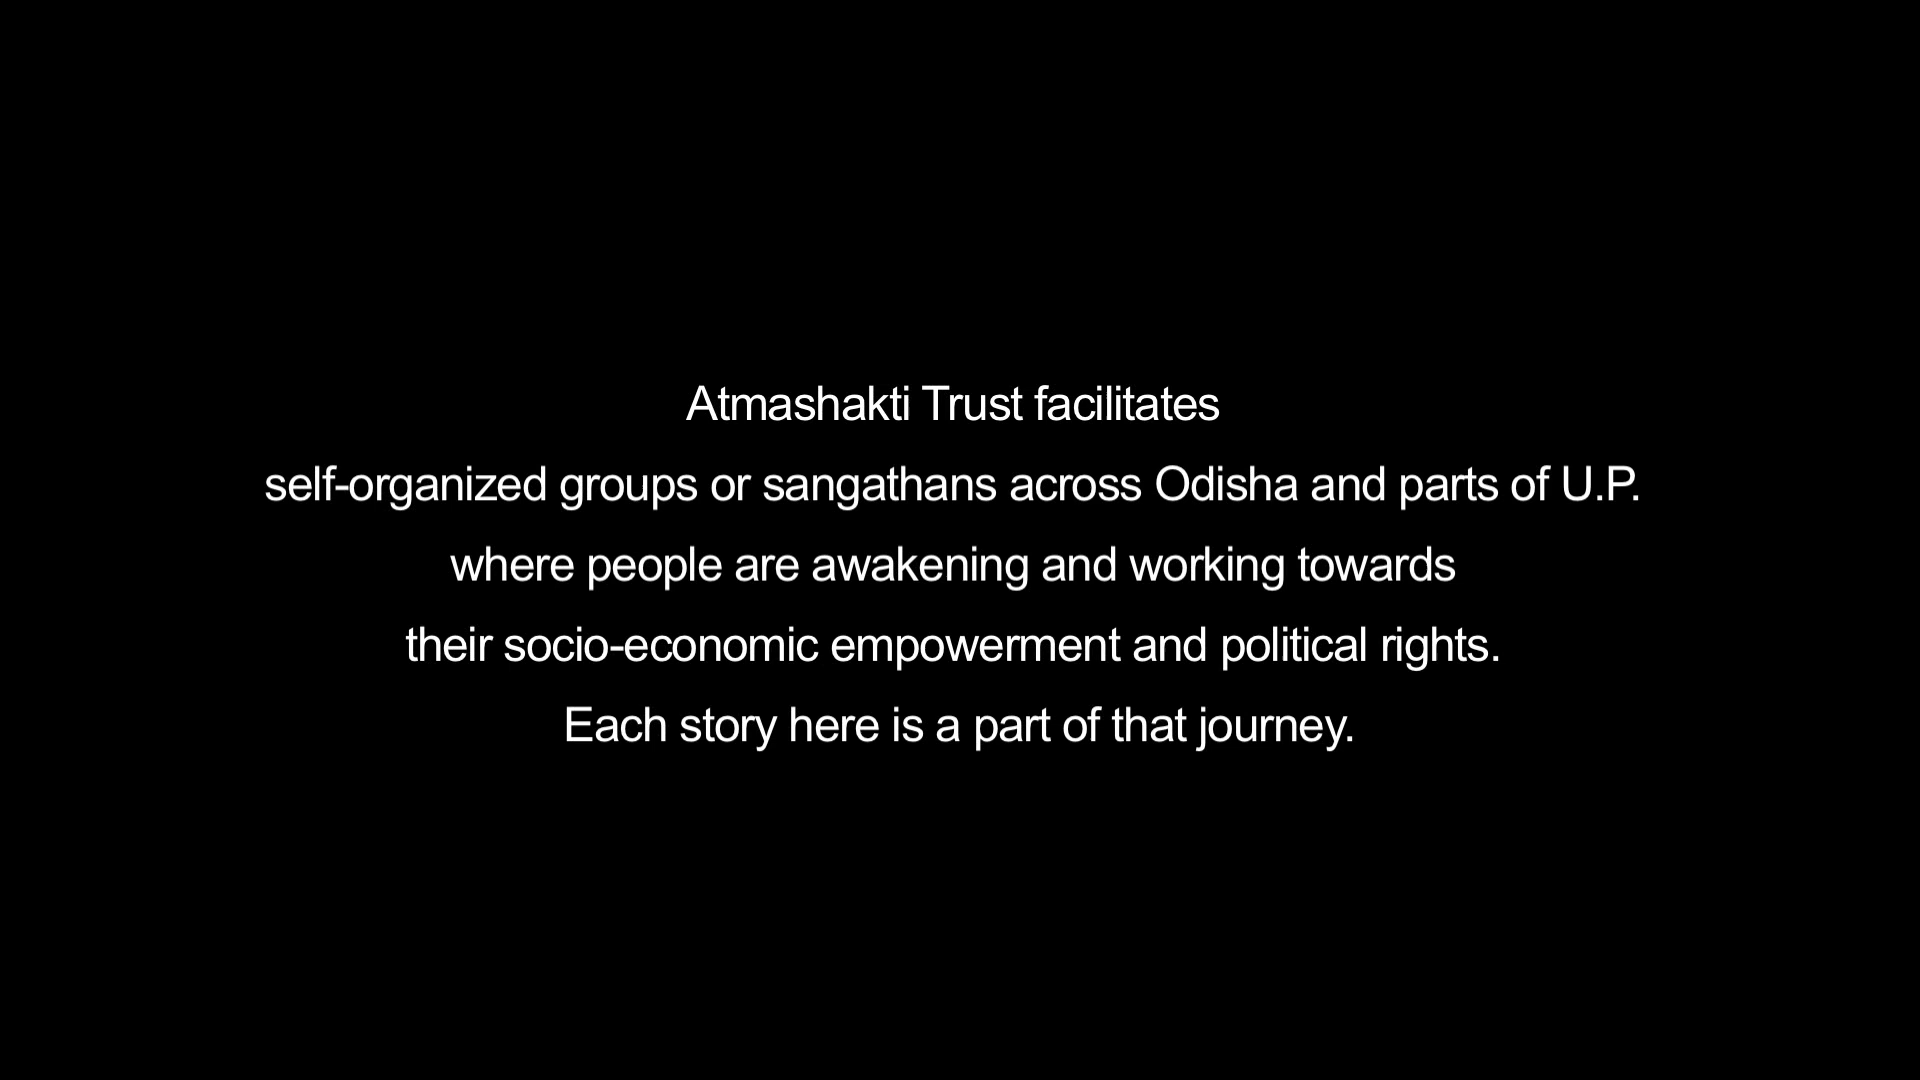 Atmashakti Trust facilitates
self-organized groups or sangathans across Odisha and parts of U.P.
where people are awakening and working towards
their socio-economic empowerment and political rights.
Each story here is a part of that journey.